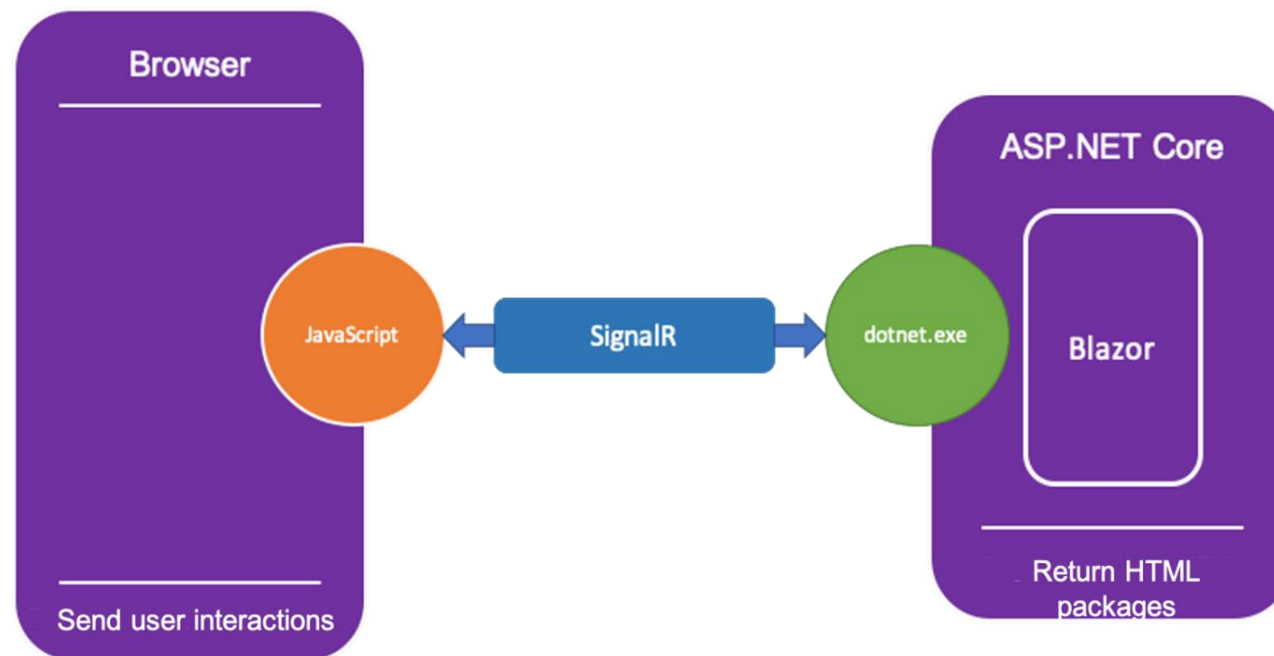 Browser
ASP.NET Core
JavaScript
SignalR
dotnet.exe
Blazor
Send user interactions
Return HTML
packages